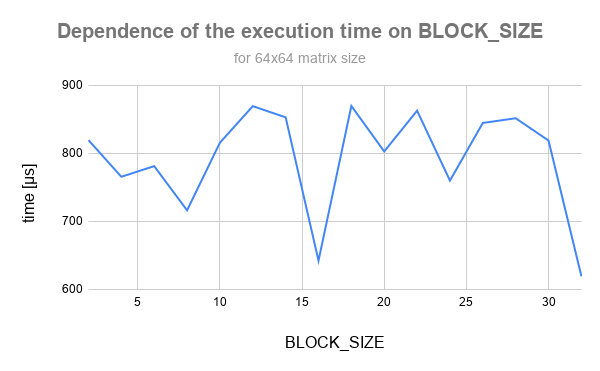 Dependence of the execution time on BLOCK_SIZE
for 64x64 matrix size
900
800
700
600
time [µs]
5
10
15
20
25
30
BLOCK_SIZE